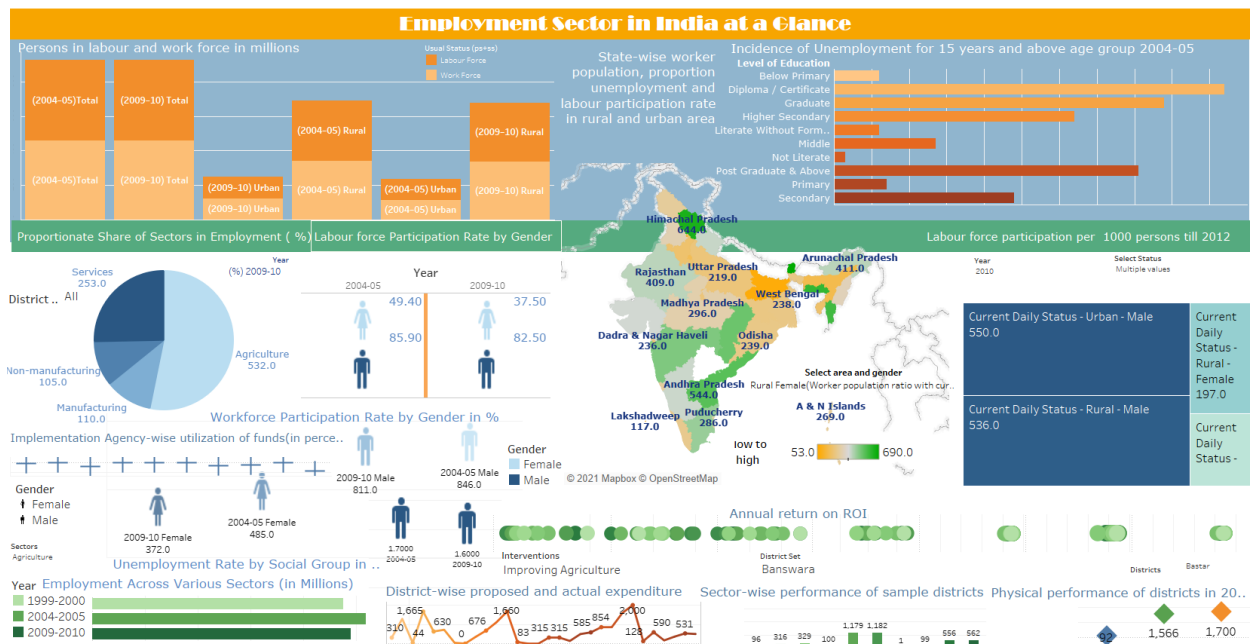 Employment Sector in India at a Glance
Persons in labour and work force in millions
Usual Status (ps+ss)
Labour Force
Work Force
(2004-05)Total
(2009-10) Total
(2009-10) Urban
(2004-05) Rural
(2004-05) Urban
(2009-10) Rural
(2004-05)Total
(2009-10) Total
(2009-10) Urban
(2004-05) Rural
(2004-05) Urban
(2009-10) Rural
State-wise worker
population, proportion
unemployment and
labour participation rate
in rural and urban area
Incidence of Unemployment for 15 years and above age group 2004-05
Level of Education
Below Primary
Diploma / Certificate
Graduate
Higher Secondary
Literate Without Form..
Middle
Not Literate
Post Graduate & Above
Primary
Secondary
Proportionate Share of Sectors in Employment ( %)
Labour force Participation Rate by Gender
Labour force participation per 1000 persons till 2012
Year
(%) 2009-10
District .. All
Services
253.0
Agriculture
532.0
Non-manufacturing
105.0
Manufacturing
110.0
Year
2004-05
2009-10
49.40
37.50
85.90
82.50
Himachal Pradesh
644.0
Arunachal Pradesh
411.0
Rajasthan
409.0
Uttar Pradesh
219.0
West Bengal
238.0
Madhya Pradesh
296.0
Dadra & Nagar Haveli
236.0
Odisha
239.0
Andhra Pradesh
544.0
Lakshadweep
117.0
Puducherry
286.0
A & N Islands
269.0
Select area and gender
Rural Female(Worker population ratio with cur..
low to
high
53.0
690.0
© 2021 Mapbox © OpenStreetMap
Year
2010
Select Status
Multiple values
Current Daily Status - Urban - Male
550.0
Current Daily Status - Rural - Male
536.0
Current
Daily
Status -
Rural -
Female
197.0
Current
Daily
Status -
Workforce Participation Rate by Gender in %
Implementation Agency-wise utilization of funds(in perce..
Gender
Female
Male
Gender
Female
Male
2009-10 Male
811.0
2004-05 Male
846.0
2009-10 Female
372.0
2004-05 Female
485.0
1.7000
2004-05
1.6000
2009-10
Sectors
Agriculture
Annual return on ROI
Interventions
Improving Agriculture
District Set
Banswara
Districts
Bastar
Unemployment Rate by Social Group in ..
Year
Employment Across Various Sectors (in Millions)
1999-2000
2004-2005
2009-2010
District-wise proposed and actual expenditure
310
1,665
44
630
0
676
1,660
83
315
315
585
854
2,000
128
590
531
Sector-wise performance of sample districts
96
316
329
100
1,179
1,182
1
99
556
562
Physical performance of districts in 20..
92
1,566
1,700